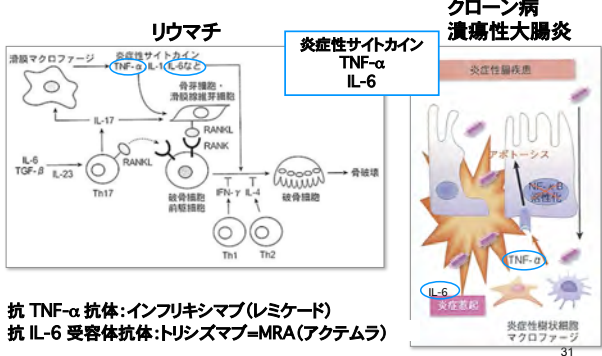 リウマチ
クローン病
潰瘍性大腸炎
炎症性サイトカイン
TNF-α
IL-6
滑膜マクロファージ
炎症性サイトカイン
TNF-α IL-1 IL-6など
骨芽細胞・
滑膜線維芽細胞
IL-17
RANKL
RANK
IL-6
TGF-β
IL-23
RANKL
Th17
破骨細胞
前駆細胞
IFN-γ IL-4
破骨細胞
骨破壊
Th1
Th2
炎症性腸疾患
アポトーシス
NF-κB
活性化
TNF-α
IL-6
炎症惹起
炎症性樹状細胞
マクロファージ
抗 TNF-α 抗体：インフリキシマブ（レミケード）
抗 IL-6 受容体抗体：トリシズマブ=MRA（アクテムラ）
31